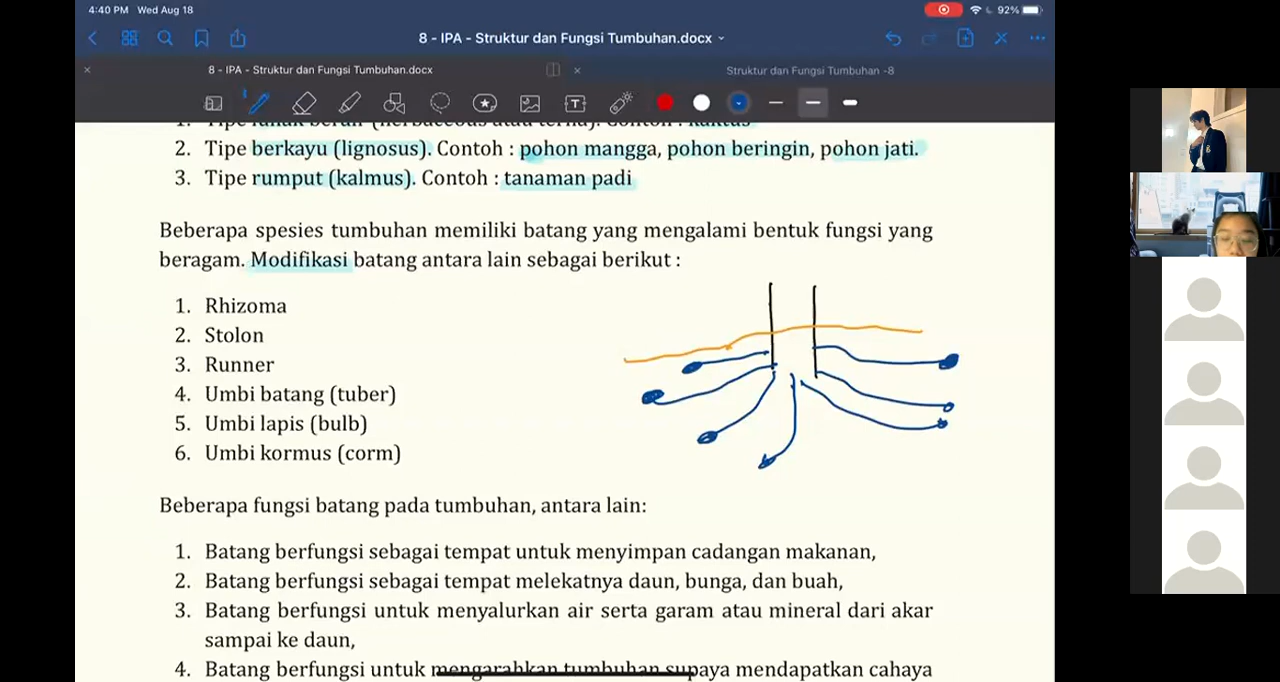 4:40 PM Wed Aug 18
92%
8 - IPA - Struktur dan Fungsi Tumbuhan.docx
8 - IPA - Struktur dan Fungsi Tumbuhan.docx
Struktur dan Fungsi Tumbuhan -8
2. Tipe berkayu (lignosus). Contoh : pohon mangga, pohon beringin, pohon jati.
3. Tipe rumput (kalmus). Contoh : tanaman padi
Beberapa spesies tumbuhan memiliki batang yang mengalami bentuk fungsi yang
beragam. Modifikasi batang antara lain sebagai berikut :
1. Rhizoma
2. Stolon
3. Runner
4. Umbi batang (tuber)
5. Umbi lapis (bulb)
6. Umbi kormus (corm)
Beberapa fungsi batang pada tumbuhan, antara lain:
1. Batang berfungsi sebagai tempat untuk menyimpan cadangan makanan,
2. Batang berfungsi sebagai tempat melekatnya daun, bunga, dan buah,
3. Batang berfungsi untuk menyalurkan air serta garam atau mineral dari akar
sampai ke daun,
4. Batang berfungsi untuk mengarahkan tumbuhan supaya mendapatkan cahaya